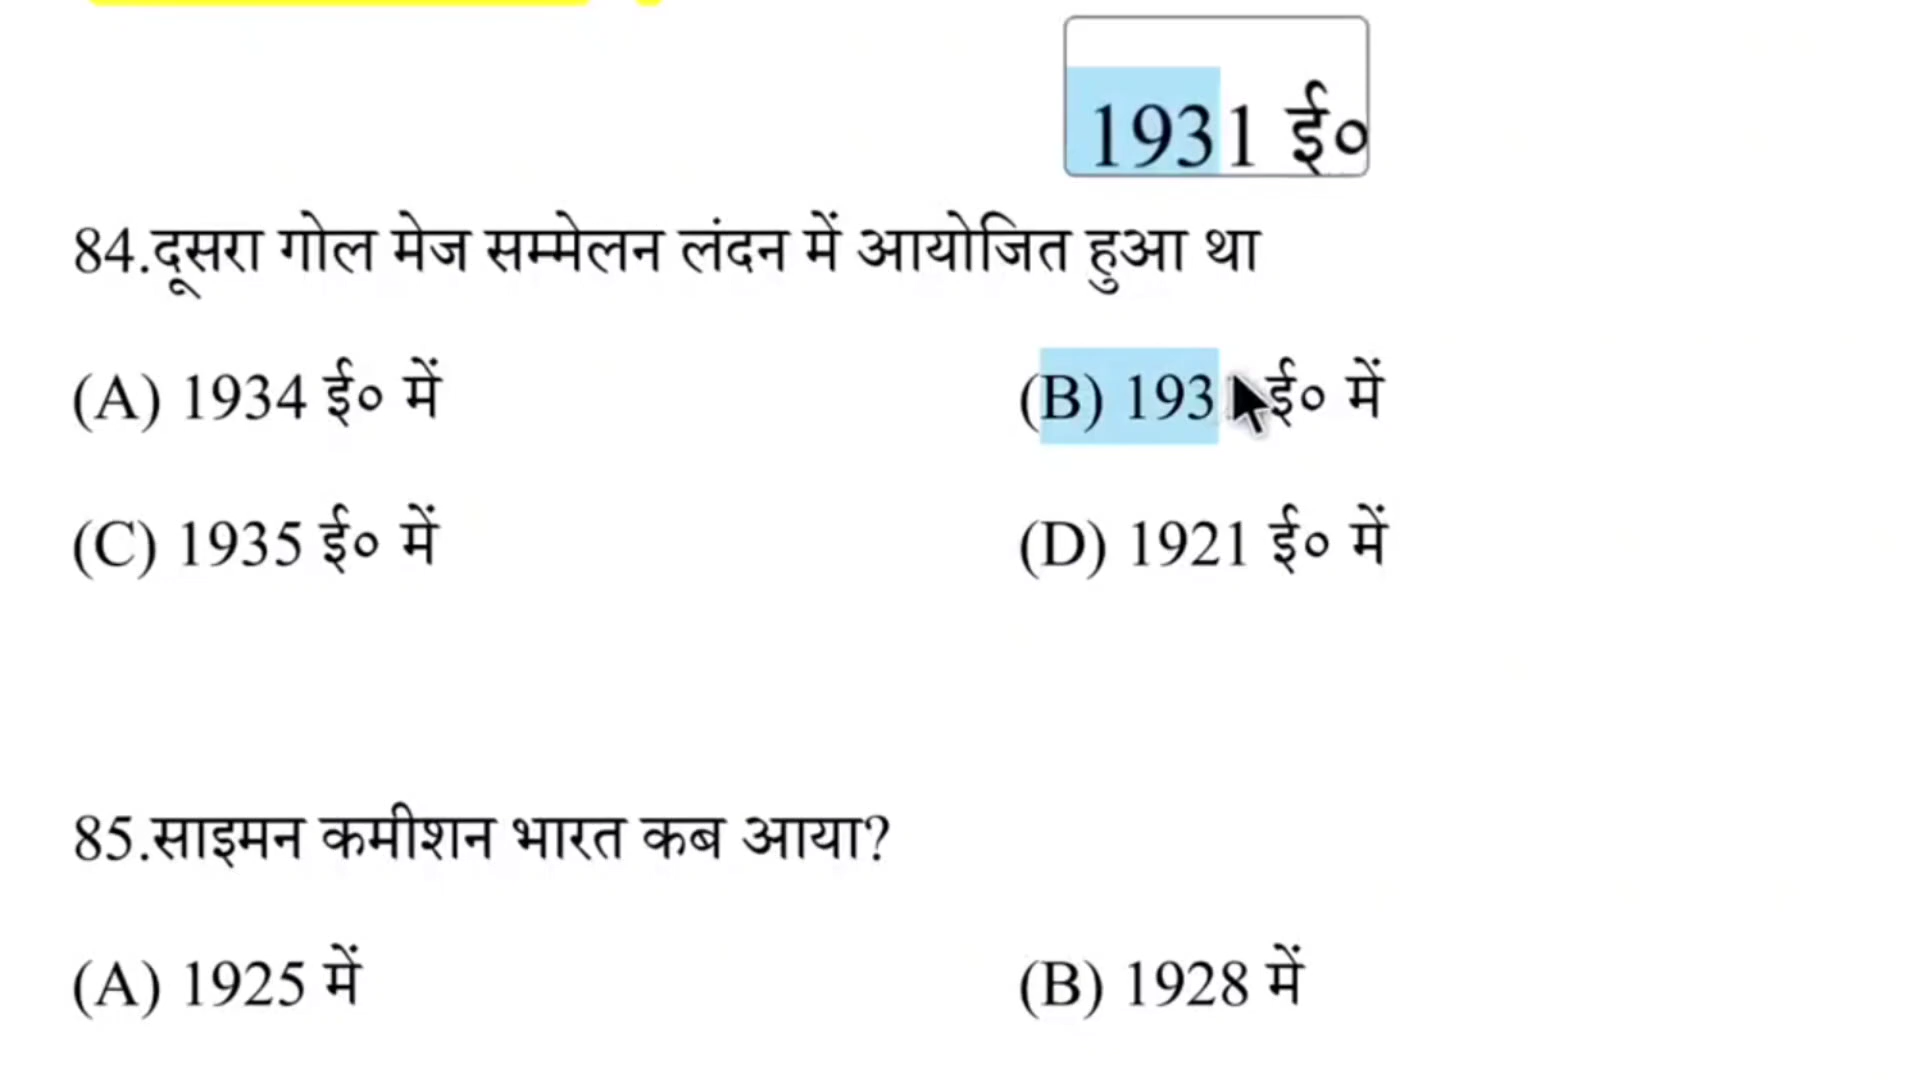 1931 ई०
84.दूसरा गोल मेज सम्मेलन लंदन में आयोजित हुआ था
(A) 1934 ई० में
(B) 193 ई० में
(C) 1935 ई० में
(D) 1921 ई० में
85.साइमन कमीशन भारत कब आया?
(A) 1925 में
(B) 1928 में